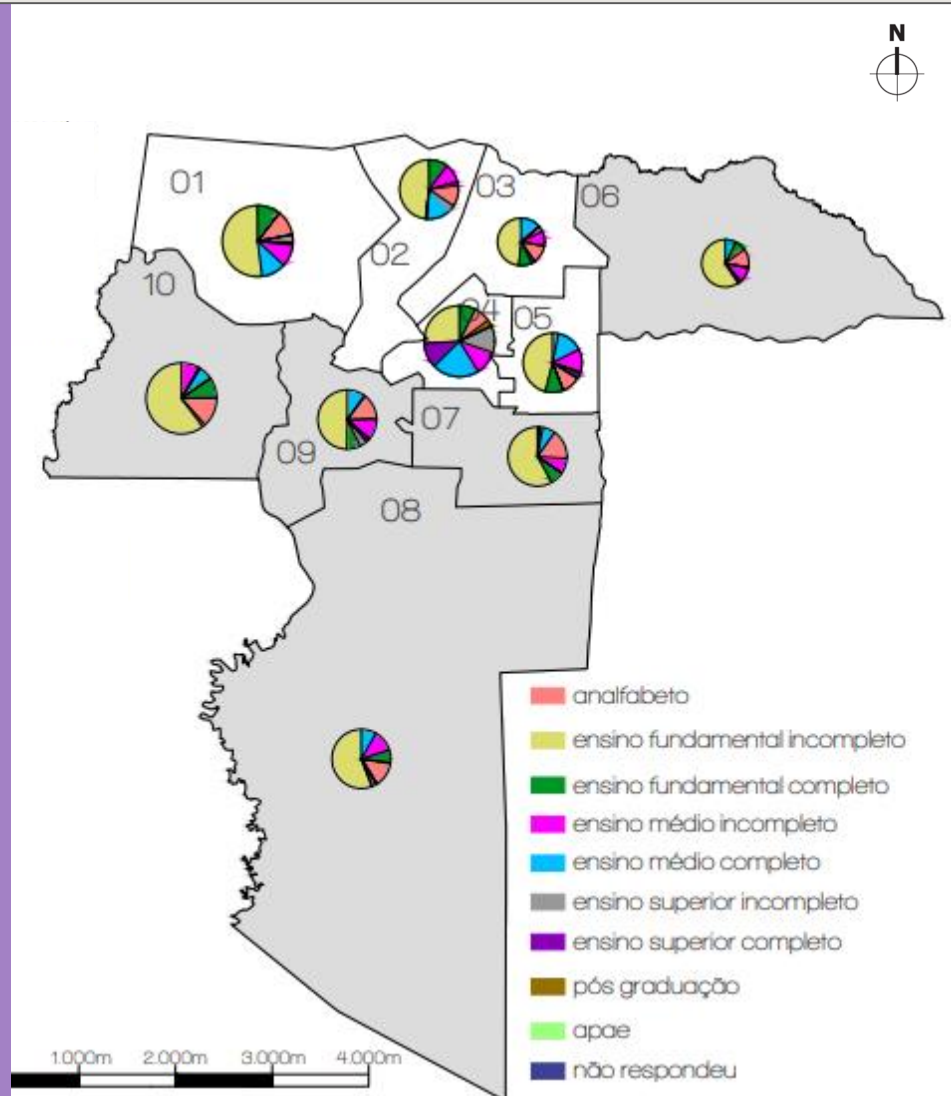 N
01
02
03
04
05
06
07
08
09
10
analfabeto
ensino fundamental incompleto
ensino fundamental completo
ensino médio incompleto
ensino médio completo
ensino superior incompleto
ensino superior completo
pós graduação
apae
não respondeu
1.000m 2.000m 3.000m 4.000m